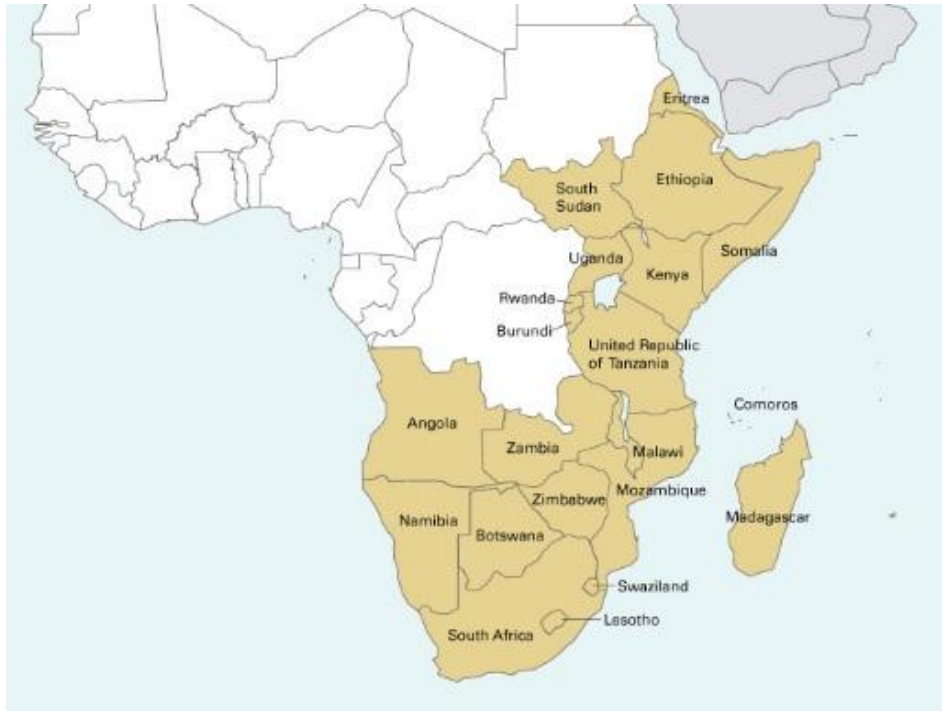 Eritrea
Ethiopia
South
Sudan
Somalia
Uganda
Kenya
Rwanda
Burundi
United Republic
of Tanzania
Comoros
Angola
Zambia
Malawi
Mozambique
Zimbabwe
Madagascar
Namibia
Botswana
Swaziland
Lesotho
South Africa